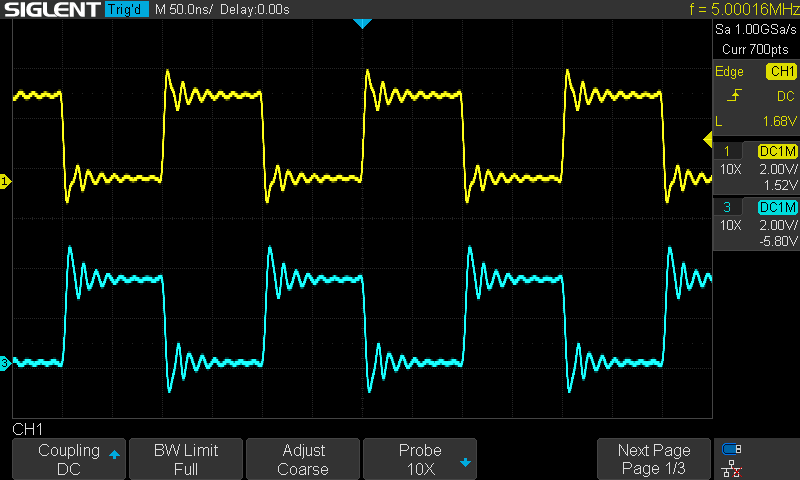 SIGLENT Trig'd M 50.0ns/ Delay:0.00s f = 5.00016MHz
Sa 1.00GSa/s
Curr 700pts
Edge CH1
DC
L 1.68V
1 DC1M
10X 2.00V/
1.52V
3 DC1M
10X 2.00V/
-5.80V
1
3
CH1
Coupling
DC
BW Limit
Full
Adjust
Coarse
Probe
10X
Next Page
Page 1/3